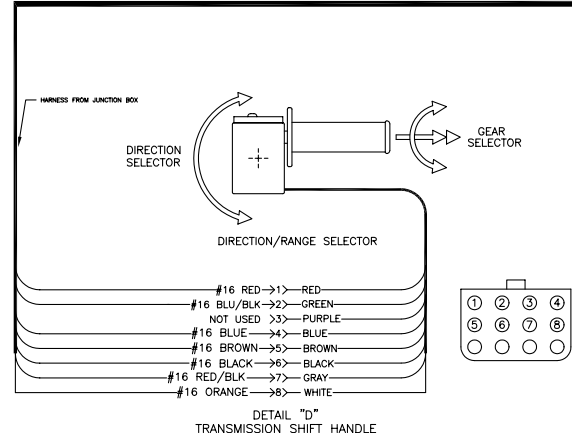 HARNESS FROM JUNCTION BOX
DIRECTION
SELECTOR
GEAR
SELECTOR
DIRECTION/RANGE SELECTOR
#16 RED 1 RED
#16 BLU/BLK 2 GREEN
NOT USED 3 PURPLE
#16 BLUE 4 BLUE
#16 BROWN 5 BROWN
#16 BLACK 6 BLACK
#16 RED/BLK 7 GRAY
#16 ORANGE 8 WHITE
1 2 3 4
5 6 7 8
DETAIL "D"
TRANSMISSION SHIFT HANDLE